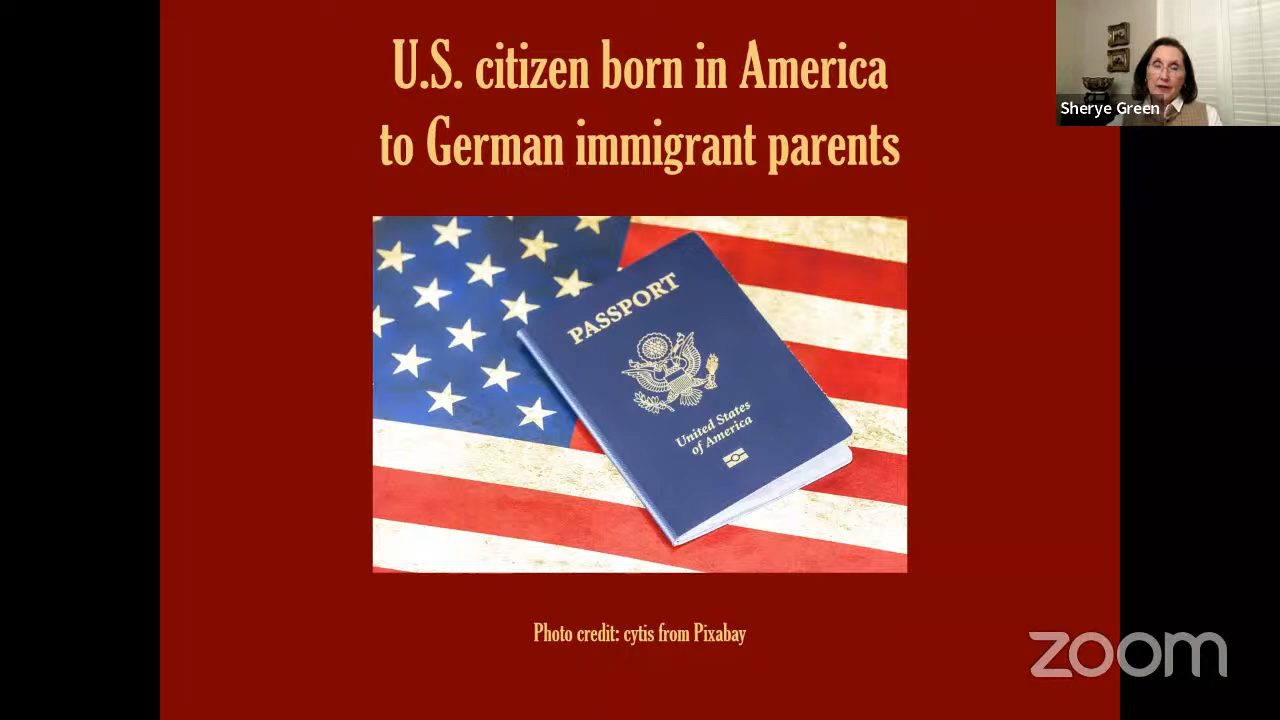 U.S. citizen born in America
to German immigrant parents
Sherye Green
PASSPORT
United States
of America
Photo credit: cytis from Pixabay
zoom